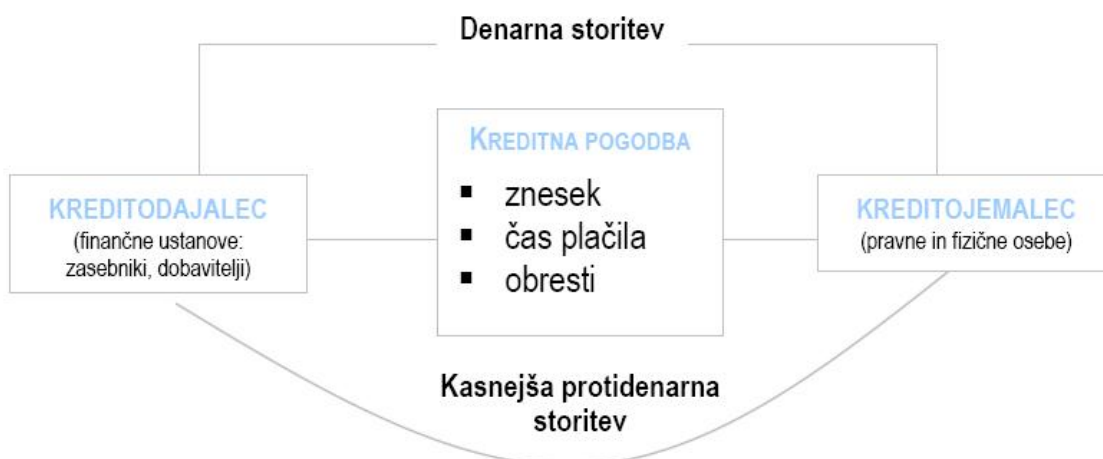 Denarna storitev
KREDITNA POGODBA
▪ znesek
▪ čas plačila
▪ obresti
KREDITODAJALEC
(finančne ustanove:
zasebniki, dobavitelji)
KREDITOJEMALEC
(pravne in fizične osebe)
Kasnejša protidenarna
storitev